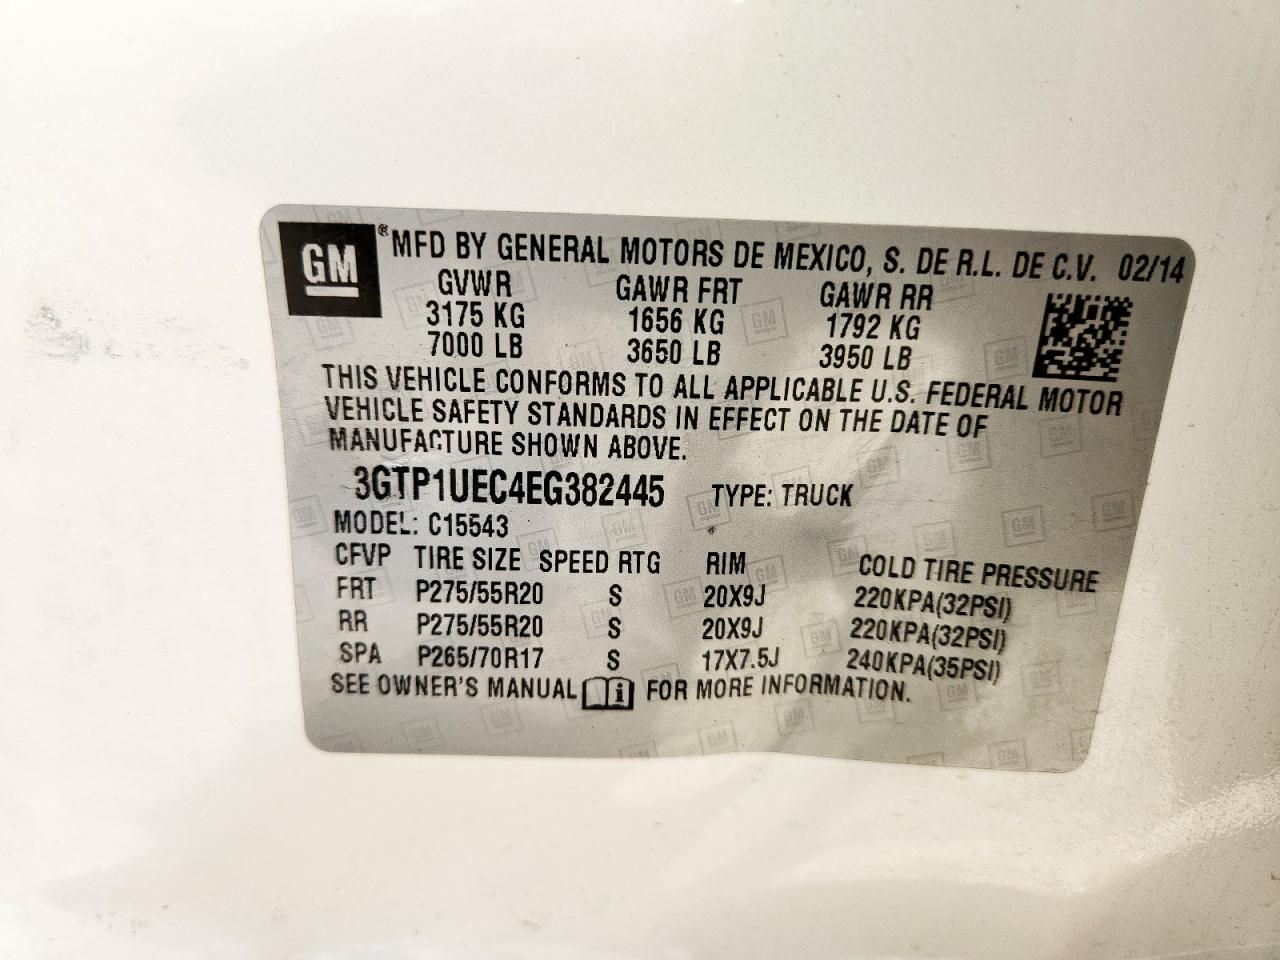 GM ® MFD BY GENERAL MOTORS DE MEXICO, S. DE R.L. DE C.V. 02/14
GVWR GAWR FRT GAWR RR
3175 KG 1656 KG 1792 KG
7000 LB 3650 LB 3950 LB
THIS VEHICLE CONFORMS TO ALL APPLICABLE U.S. FEDERAL MOTOR
VEHICLE SAFETY STANDARDS IN EFFECT ON THE DATE OF
MANUFACTURE SHOWN ABOVE.
3GTP1UEC4EG382445 TYPE: TRUCK
MODEL: C15543
CFVP TIRE SIZE SPEED RTG RIM COLD TIRE PRESSURE
FRT P275/55R20 S 20X9J 220KPA(32PSI)
RR P275/55R20 S 20X9J 220KPA(32PSI)
SPA P265/70R17 S 17X7.5J 240KPA(35PSI)
SEE OWNER'S MANUAL i FOR MORE INFORMATION.